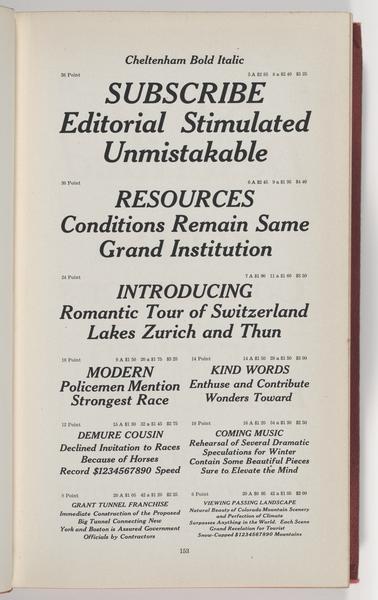 Cheltenham Bold Italic
36 Point 5 A $2 85 8 a $2 40 $5 25
SUBSCRIBE
Editorial Stimulated
Unmistakable
30 Point 6 A $2 45 9 a $1 95 $4 40
RESOURCES
Conditions Remain Same
Grand Institution
24 Point 7 A $1 90 11 a $1 60 $3 50
INTRODUCING
Romantic Tour of Switzerland
Lakes Zurich and Thun
18 Point 9 A $1 50 20 a $1 75 $3 25
MODERN
Policemen Mention
Strongest Race
14 Point 14 A $1 50 28 a $1 50 $3 00
KIND WORDS
Enthuse and Contribute
Wonders Toward
12 Point 15 A $1 30 32 a $1 45 $2 75
DEMURE COUSIN
Declined Invitation to Races
Because of Horses
Record $1234567890 Speed
10 Point 16 A $1 20 34 a $1 30 $2 50
COMING MUSIC
Rehearsal of Several Dramatic
Speculations for Winter
Contain Some Beautiful Pieces
Sure to Elevate the Mind
8 Point 20 A $1 05 42 a $1 20 $2 25
GRANT TUNNEL FRANCHISE
Immediate Construction of the Proposed
Big Tunnel Connecting New
York and Boston is Assured Government
Officials by Contractors
6 Point
VIEWING PASSING LANDSCAPE
Natural Beauty of Colorado Mountain Scenery
and Perfection of Climate
Surpasses Anything in the World. Each Scene
Grand Revelation for Tourist
Snow-Capped $1234567890 Mountains
153